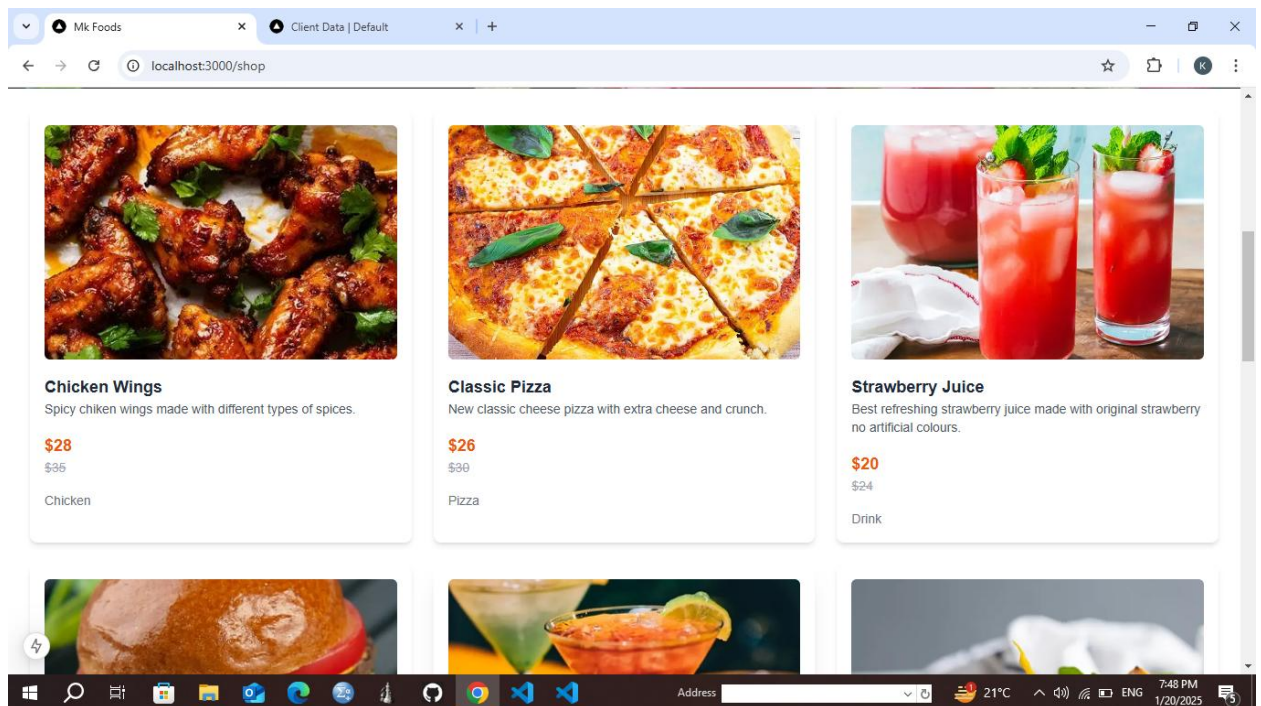 Mk Foods
Client Data | Default
localhost:3000/shop
K
Chicken Wings
Spicy chiken wings made with different types of spices.
$28
$35
Chicken
Classic Pizza
New classic cheese pizza with extra cheese and crunch.
$26
$30
Pizza
Strawberry Juice
Best refreshing strawberry juice made with original strawberry
no artificial colours.
$20
$24
Drink
Address
1
21°C
ENG
7:48 PM
1/20/2025
5